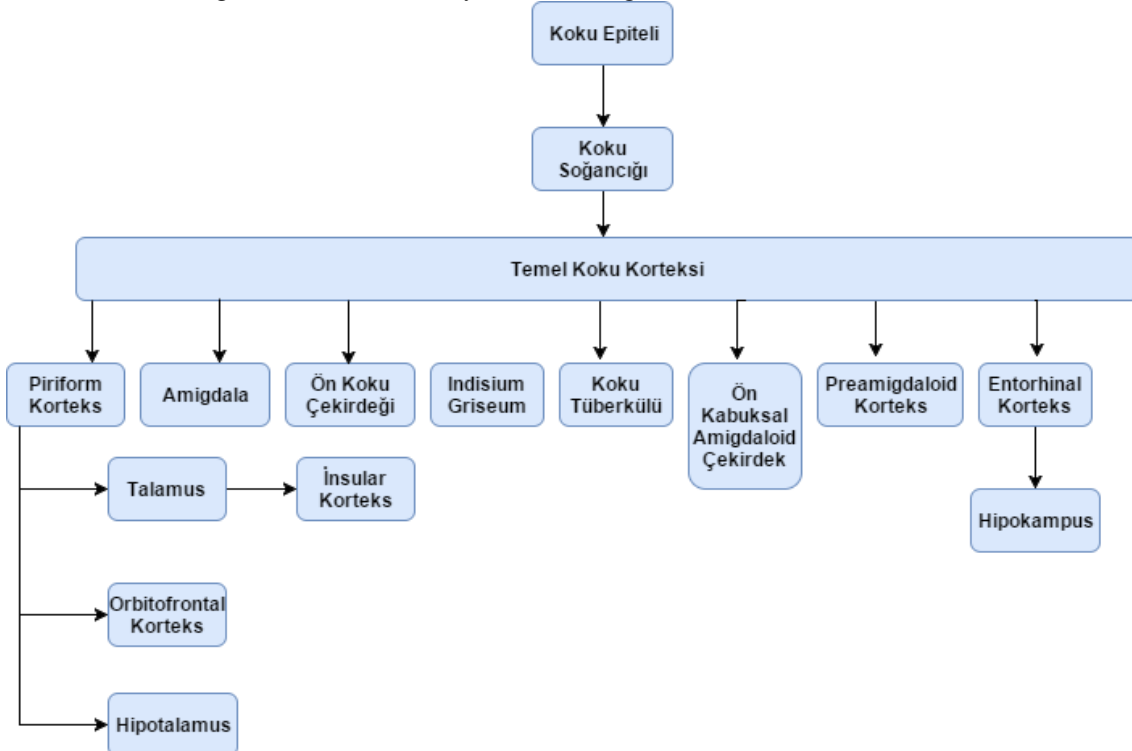 Koku Epiteli
Koku
Soğancığı
Temel Koku Korteksi
Piriform
Korteks
Amigdala
Ön Koku
Çekirdeği
Indisium
Griseum
Koku
Tüberkülü
Ön
Kabuksal
Amigdaloid
Çekirdek
Preamigdaloid
Korteks
Entorhinal
Korteks
Talamus
İnsular
Korteks
Hipokampus
Orbitofrontal
Korteks
Hipotalamus